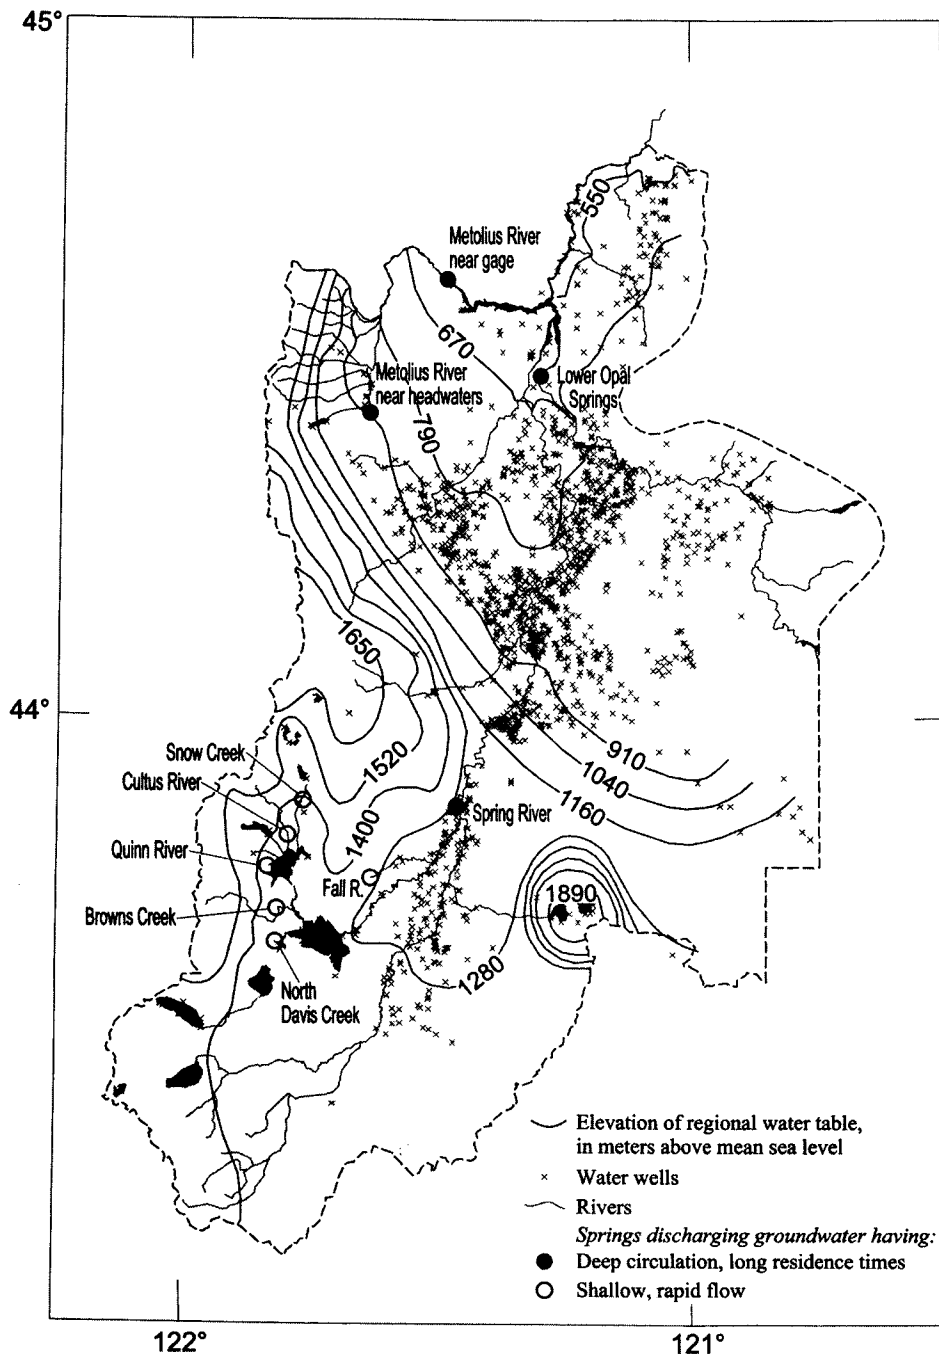 45°
550
Metolius River
near gage
670
Metolius River
near headwaters
Lower Opal
Springs
790
1650
44°
Snow Creek
1520
910
Cultus River
1040
1160
Spring River
1400
Quinn River
Fall R.
1890
Browns Creek
1280
North
Davis Creek
Elevation of regional water table,
in meters above mean sea level
Water wells
Rivers
Springs discharging groundwater having:
Deep circulation, long residence times
Shallow, rapid flow
122°
121°